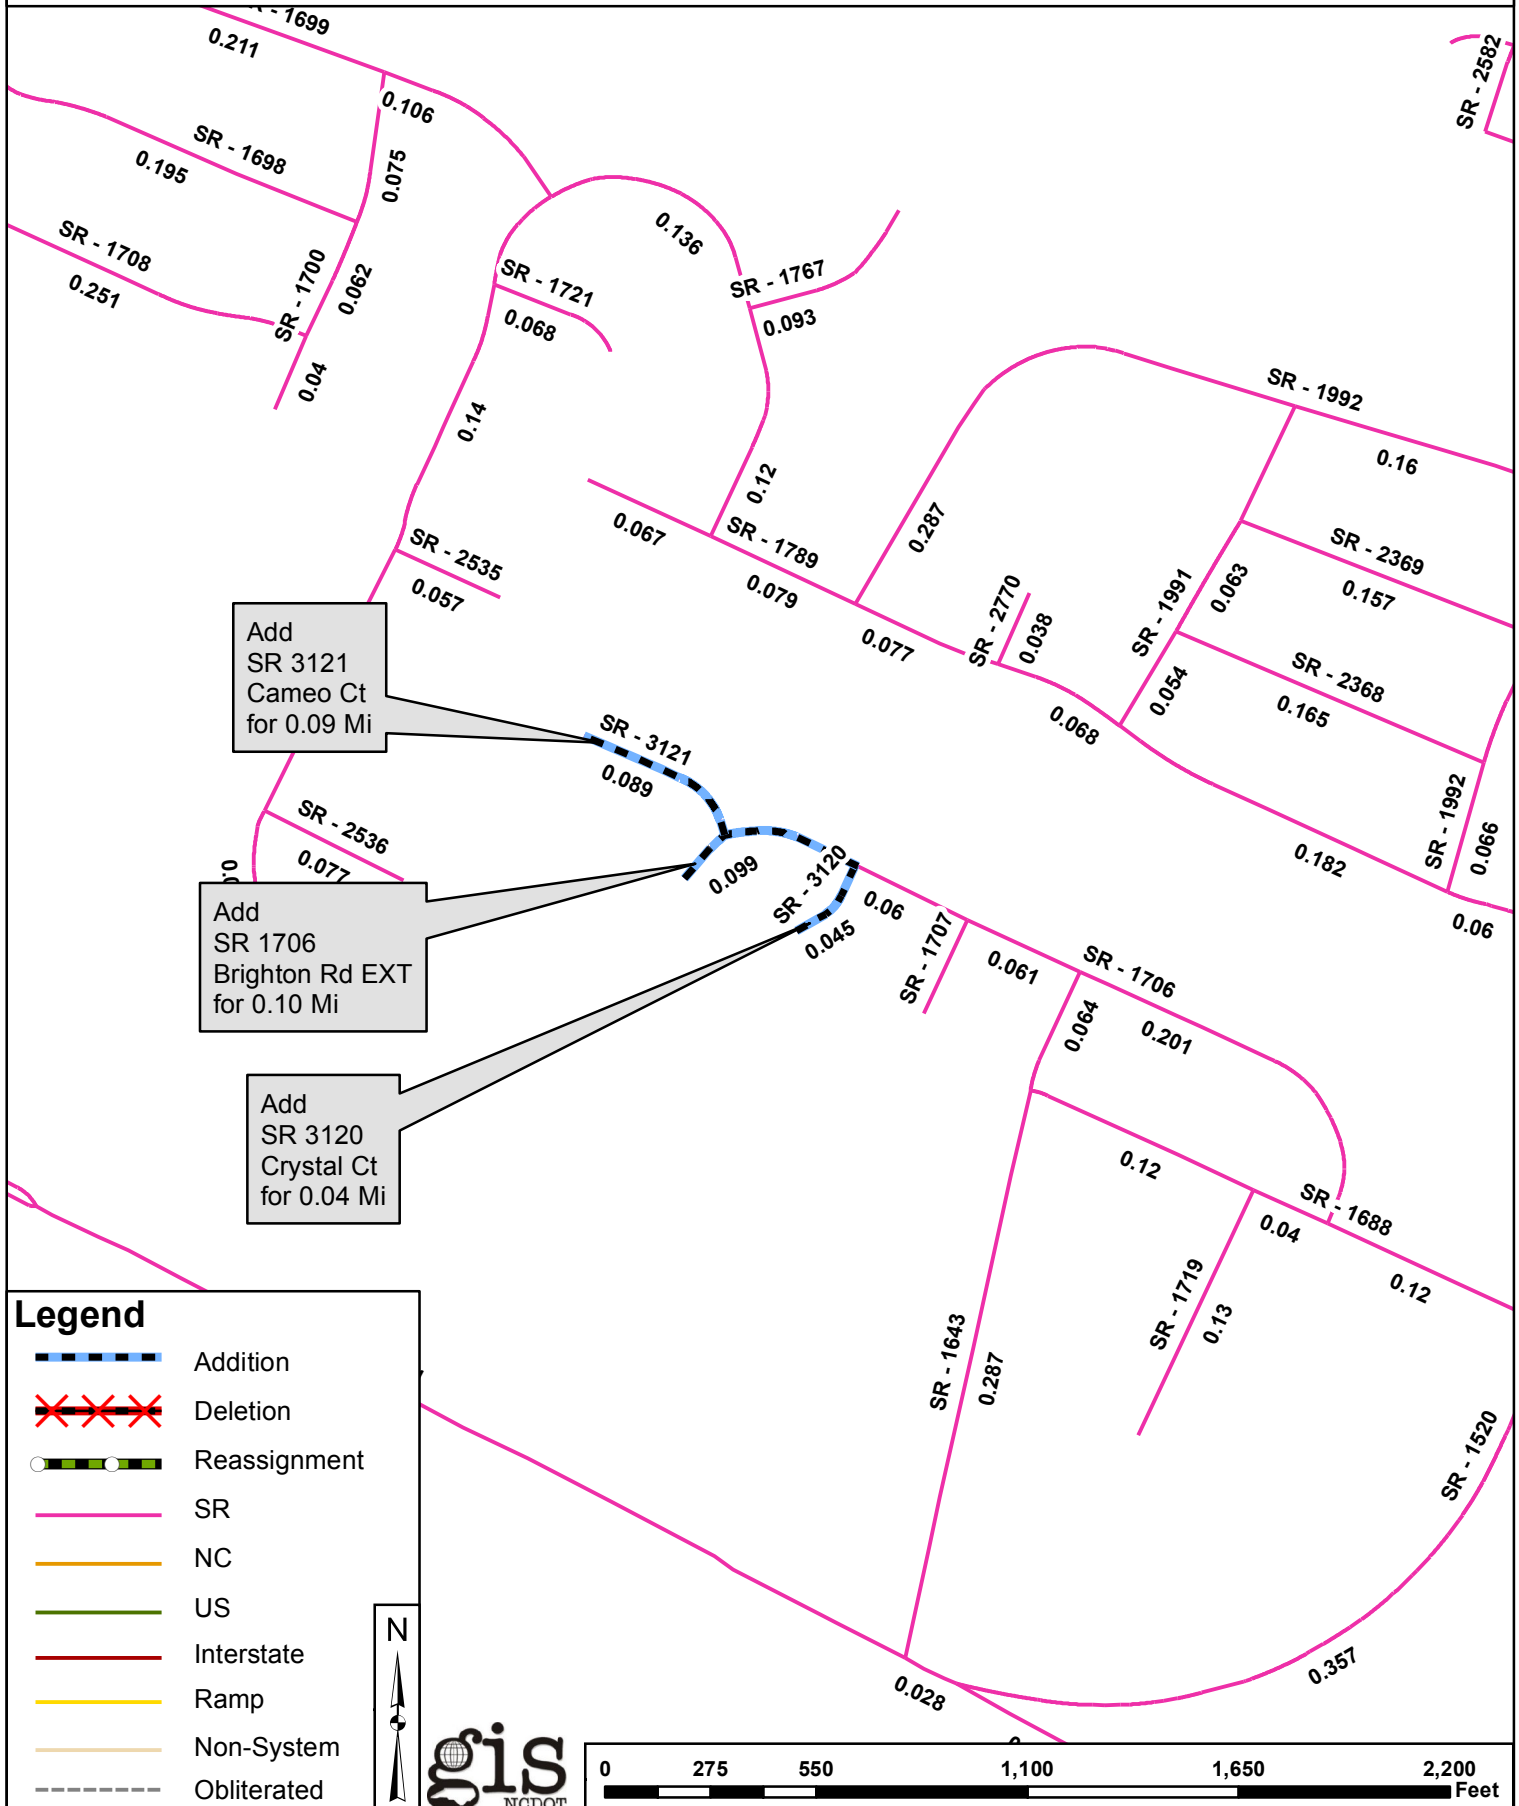 - 1699
0.211
0.106
SR - 2582
SR - 1698
0.195
0.075
SR - 1708
0.251
SR - 1700
0.062
0.04
0.136
SR - 1721
0.068
SR - 1767
0.093
0.14
0.12
SR - 1992
0.16
0.067
SR - 1789
0.079
0.287
SR - 2369
0.157
SR - 2535
0.057
0.077
SR - 2770
0.038
SR - 1991
0.063
0.054
SR - 2368
0.165
Add
SR 3121
Cameo Ct
for 0.09 Mi
0.068
SR - 3121
0.089
SR - 1992
0.066
0.182
0.06
SR - 2536
0.077
0.099
SR - 3120
0.045
0.06
SR - 1707
0.061
SR - 1706
0.201
0.064
Add
SR 1706
Brighton Rd EXT
for 0.10 Mi
Add
SR 3120
Crystal Ct
for 0.04 Mi
0.12
SR - 1688
0.04
0.12
SR - 1719
0.13
SR - 1643
0.287
SR - 1520
0.357
0.028
Legend
Addition
Deletion
Reassignment
SR
NC
US
Interstate
Ramp
Non-System
Obliterated
N
gis
NCDOT
0 275 550 1,100 1,650 2,200
Feet